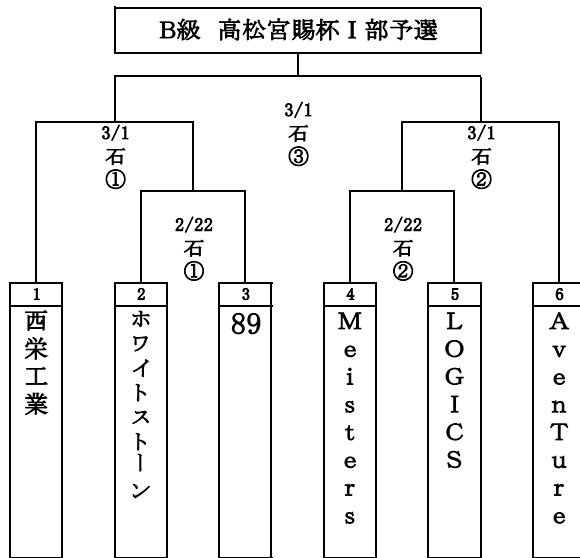 B級 高松宮賜杯Ⅰ部予選
3/1
石
③
3/1
石
①
3/1
石
②
2/22
石
①
2/22
石
②
1
西栄工業
2
ホワイトストーン
3
89
4
Meisters
5
LOGICS
6
AvenTure